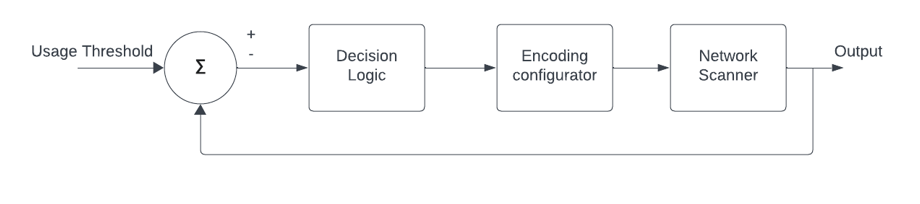 Usage Threshold
Σ
+
-
Decision
Logic
Encoding
configurator
Network
Scanner
Output